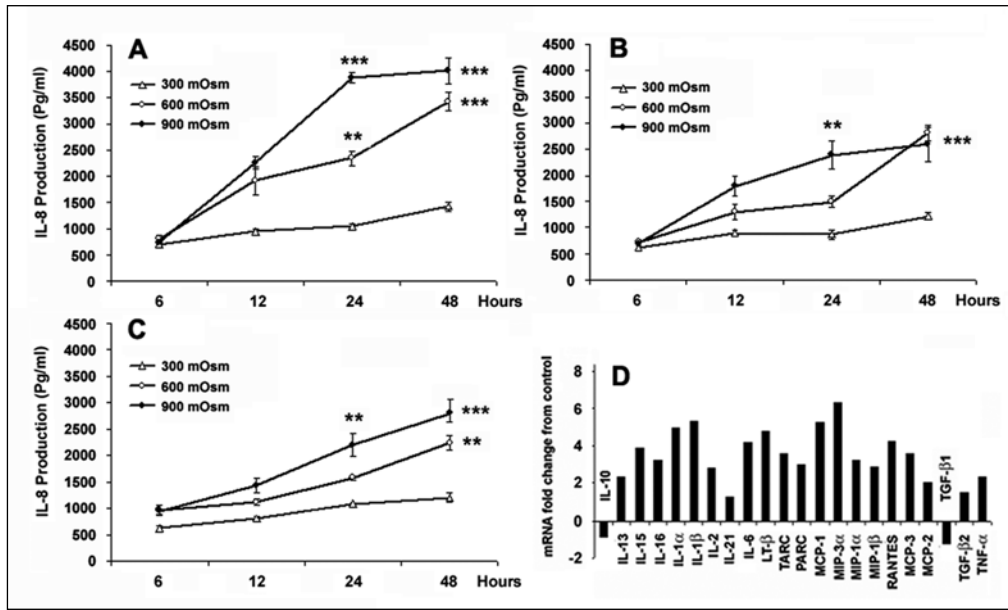 A
IL-8 Production (Pg/ml)
4500
4000
3500
3000
2500
2000
1500
1000
500
0
300 mOsm
600 mOsm
900 mOsm
***
***
***
**
6 12 24 48 Hours
B
IL-8 Production (Pg/ml)
4500
4000
3500
3000
2500
2000
1500
1000
500
0
300 mOsm
600 mOsm
900 mOsm
**
***
6 12 24 48 Hours
C
IL-8 Production (Pg/ml)
4500
4000
3500
3000
2500
2000
1500
1000
500
0
300 mOsm
600 mOsm
900 mOsm
**
***
**
6 12 24 48 Hours
D
mRNA fold change from control
8
6
4
2
0
-2
IL-10
IL-13
IL-15
IL-16
IL-1α
IL-1β
IL-2
IL-21
IL-6
LT-β
TARC
PARC
MCP-1
MIP-3α
MIP-1α
MIP-1β
RANTES
MCP-3
MCP-2
TGF-β1
TGF-β2
TNF-α